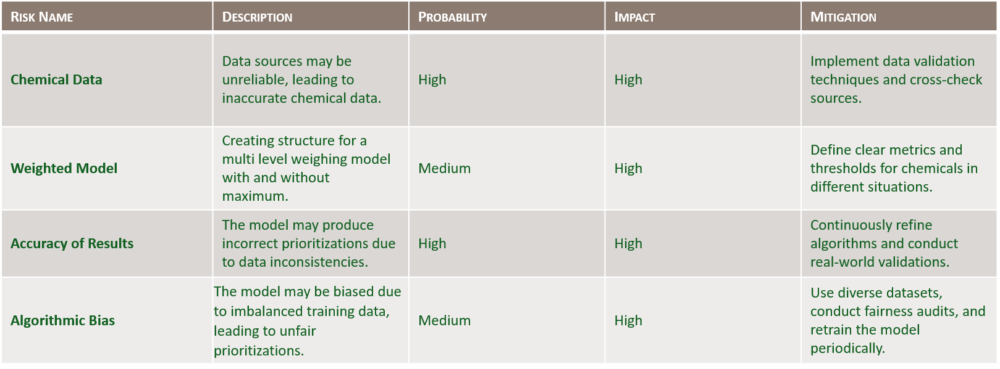 RISK NAME DESCRIPTION PROBABILITY IMPACT MITIGATION
Chemical Data
Data sources may be
unreliable, leading to
inaccurate chemical data.
High
High
Implement data validation
techniques and cross-check
sources.
Weighted Model
Creating structure for a
multi level weighing model
with and without
maximum.
Medium
High
Define clear metrics and
thresholds for chemicals in
different situations.
Accuracy of Results
The model may produce
incorrect prioritizations due
to data inconsistencies.
High
High
Continuously refine
algorithms and conduct
real-world validations.
Algorithmic Bias
The model may be biased due
to imbalanced training data,
leading to unfair
prioritizations.
Medium
High
Use diverse datasets,
conduct fairness audits, and
retrain the model
periodically.